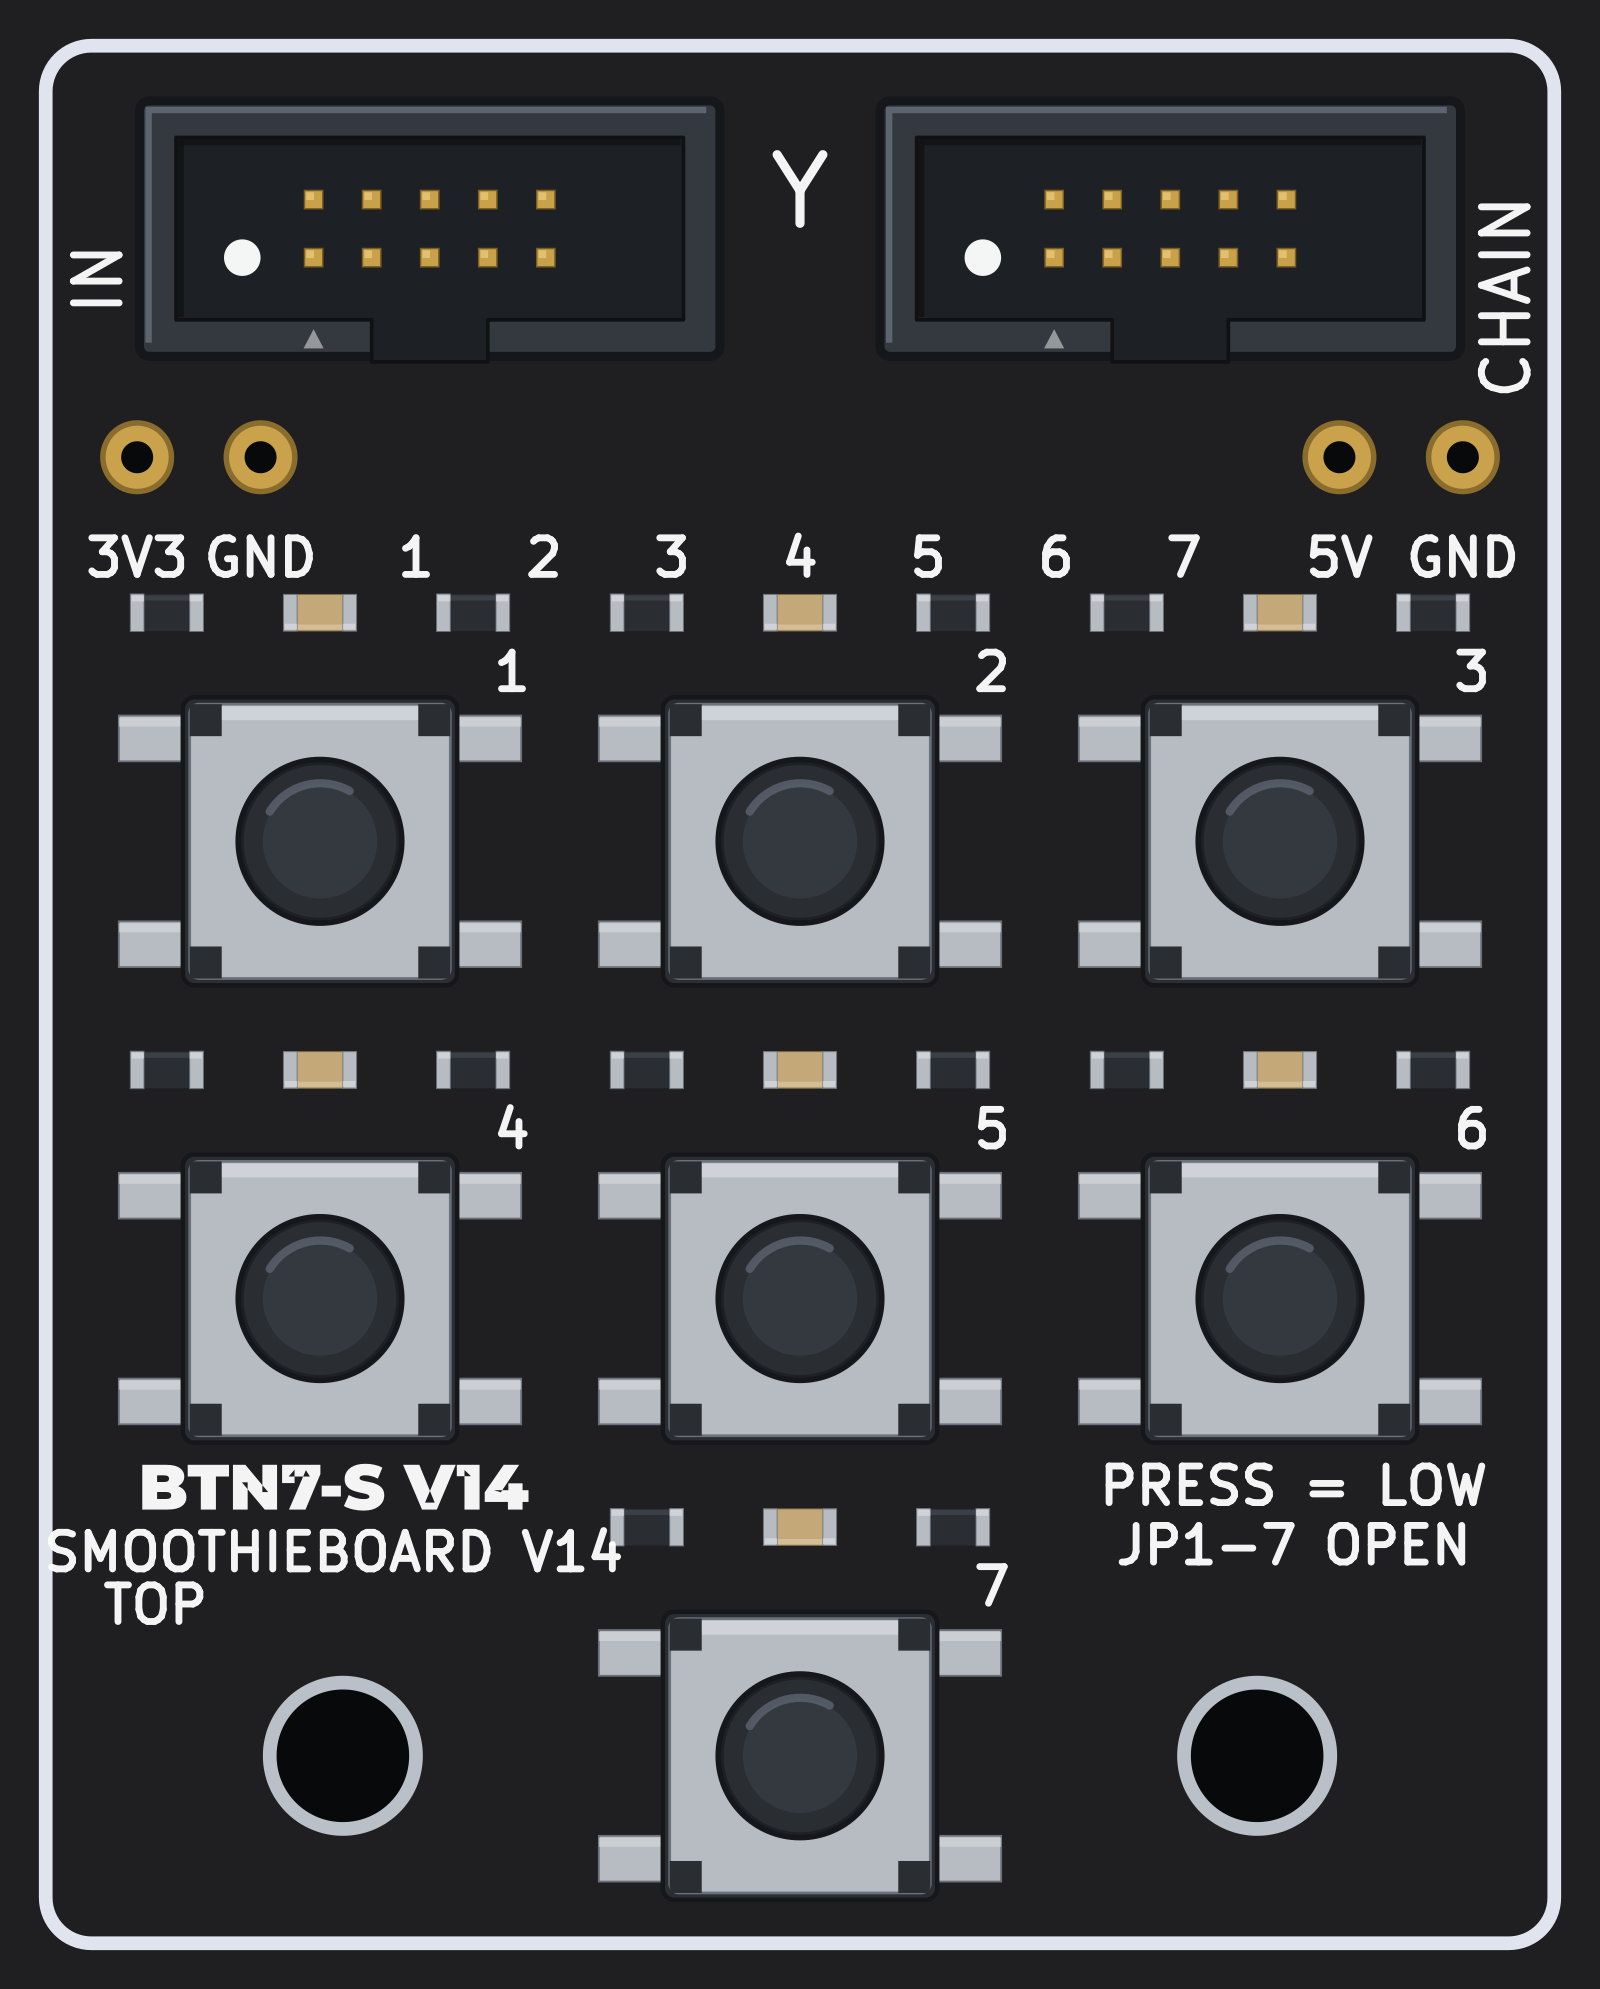 Y
IN
CHAIN
3V3 GND 1 2 3 4 5 6 7 5V GND
1 2 3
4 5 6
BTN7-S V14
PRESS = LOW
SMOOTHIEBOARD V14
JP1-7 OPEN
TOP
7